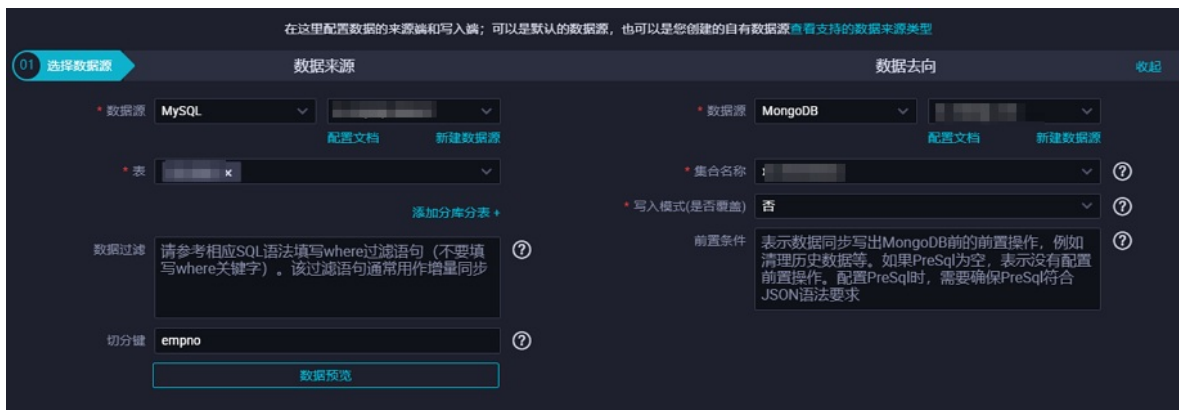 在这里配置数据的来源端和写入端；可以是默认的数据源，也可以是您创建的自有数据源查看支持的数据来源类型
01 选择数据源 数据来源 数据去向 收起
* 数据源 MySQL
配置文档 新建数据源
* 表 ×
添加分库分表 +
数据过滤 请参考相应SQL语法填写where过滤语句（不要填
写where关键字）。该过滤语句通常用作增量同步
?
切分键 empno ?
数据预览
* 数据源 MongoDB
配置文档 新建数据源
* 集合名称 ?
* 写入模式(是否覆盖) 否 ?
前置条件 表示数据同步写出MongoDB前的前置操作，例如
清理历史数据等。如果PreSql为空，表示没有配置
前置操作。配置PreSql时，需要确保PreSql符合
JSON语法要求
?